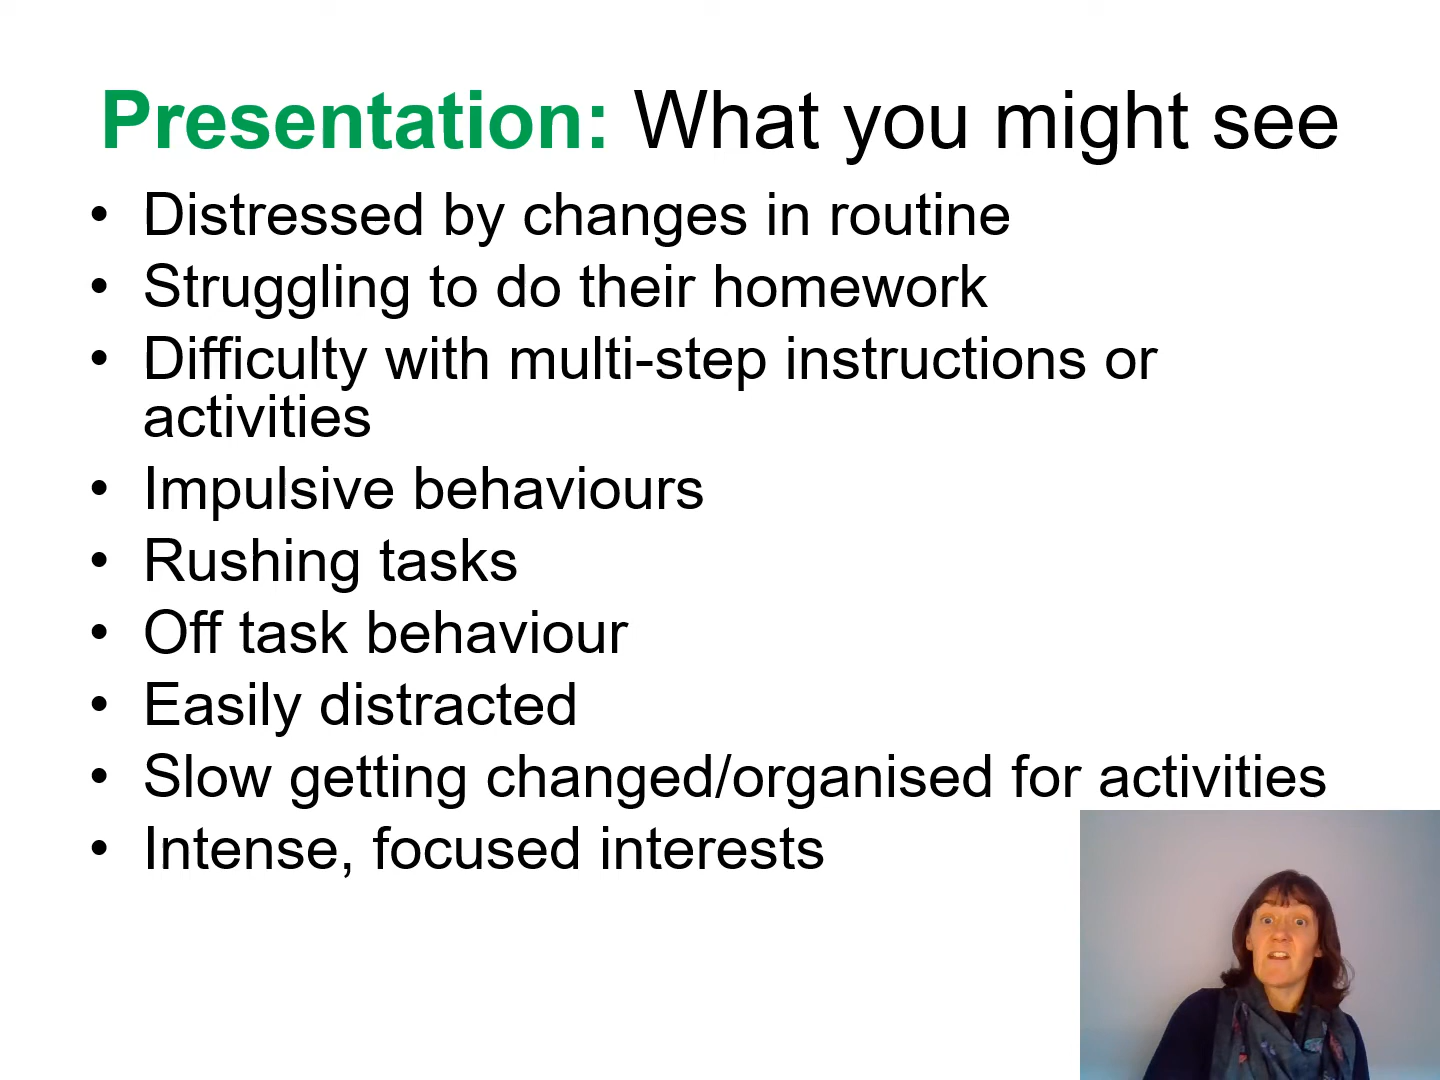 Presentation: What you might see
• Distressed by changes in routine
• Struggling to do their homework
• Difficulty with multi-step instructions or
activities
• Impulsive behaviours
• Rushing tasks
• Off task behaviour
• Easily distracted
• Slow getting changed/organised for activities
• Intense, focused interests